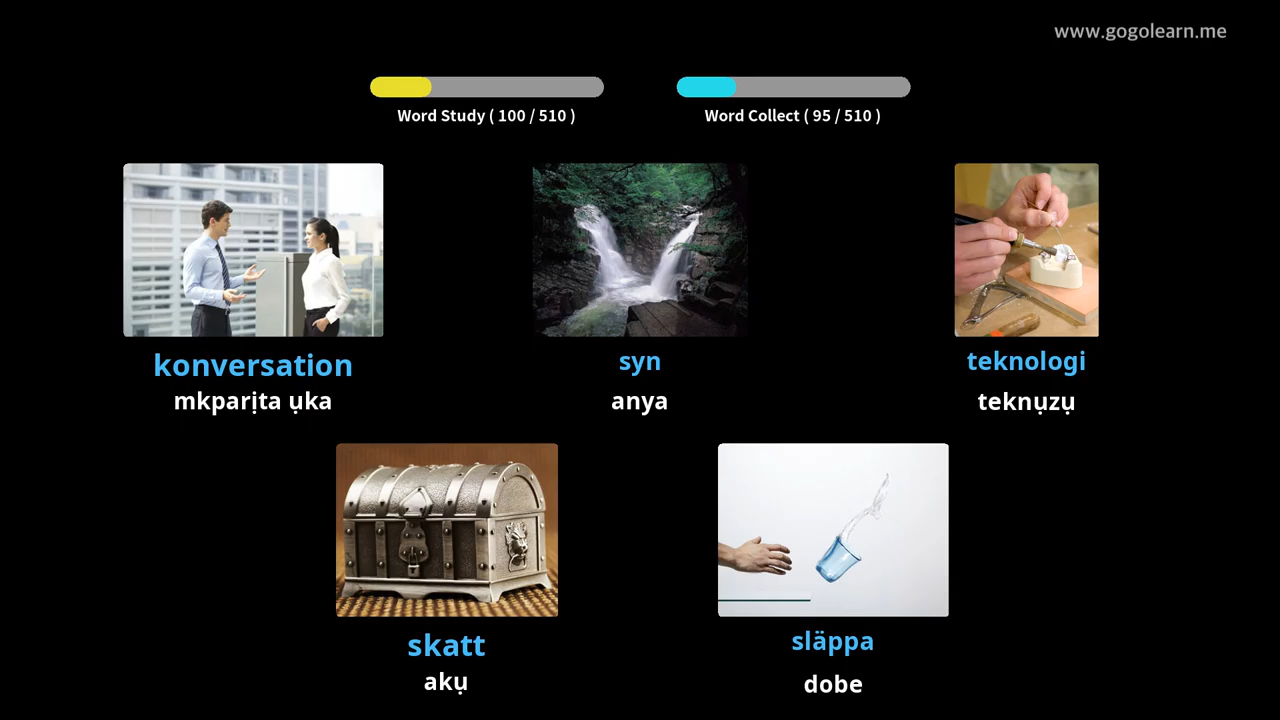 www.gogolearn.me
Word Study ( 100 / 510 )
Word Collect ( 95 / 510 )
konversation
mkparịta ụka
syn
anya
teknologi
teknụzụ
skatt
akụ
släppa
dobe